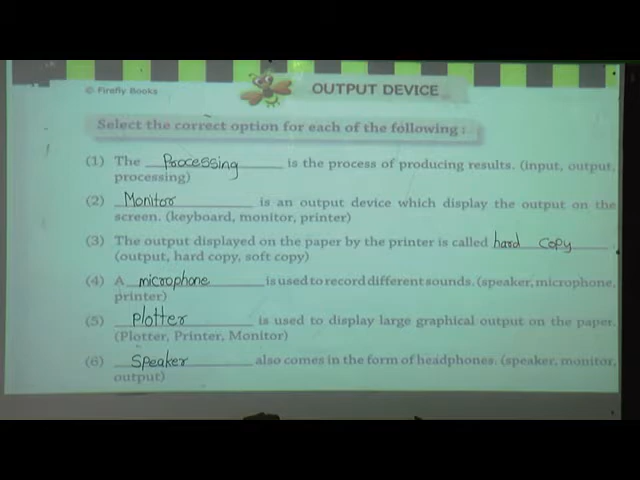 © Firefly Books
OUTPUT DEVICE
Select the correct option for each of the following :
(1) The Processing is the process of producing results. (input, output,
processing)
(2) Monitor is an output device which display the output on the
screen. (keyboard, monitor, printer)
(3) The output displayed on the paper by the printer is called hard copy
(output, hard copy, soft copy)
(4) A microphone is used to record different sounds. (speaker, microphone,
printer)
(5) Plotter is used to display large graphical output on the paper.
(Plotter, Printer, Monitor)
(6) Speaker also comes in the form of headphones. (speaker, monitor,
output)